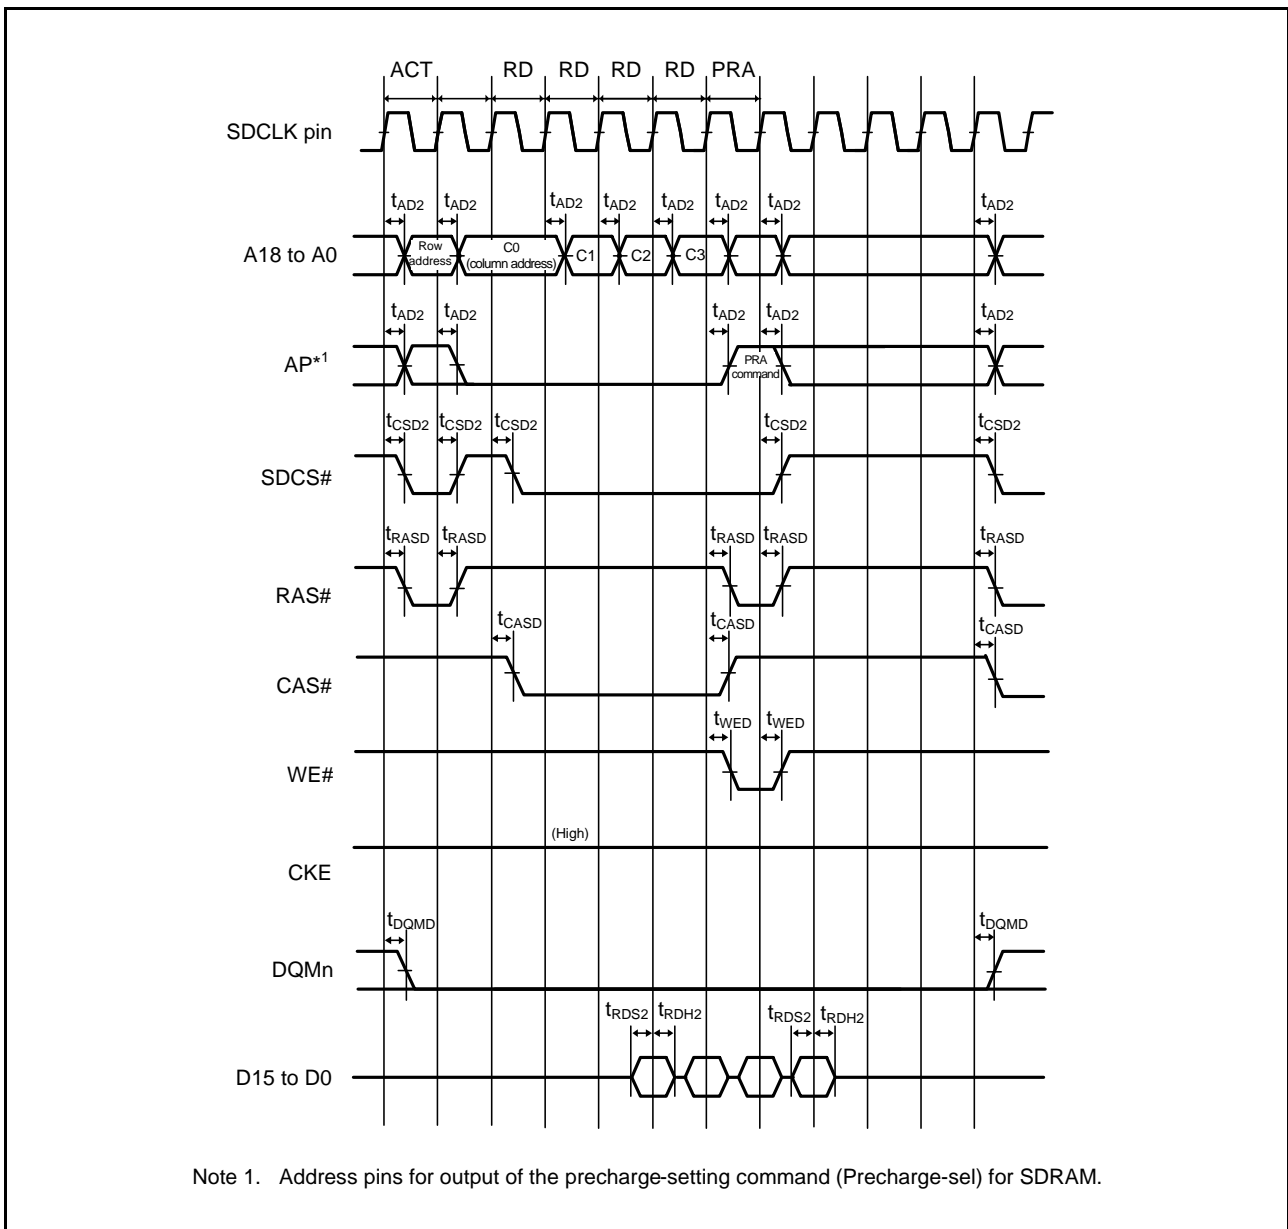 ACT RD RD RD RD PRA
SDCLK pin
tAD2 tAD2 tAD2 tAD2 tAD2 tAD2 tAD2 tAD2
A18 to A0
Row address
C0 (column address)
C1 C2 C3
tAD2 tAD2 tAD2 tAD2 tAD2
AP*1
PRA command
tCSD2 tCSD2 tCSD2 tCSD2 tCSD2
SDCS#
tRASD tRASD tRASD tRASD tRASD
RAS#
tCASD tCASD tCASD
CAS#
tWED tWED
WE#
(High)
CKE
tDQMD tDQMD
DQMn
tRDS2 tRDH2 tRDS2 tRDH2
D15 to D0
Note 1. Address pins for output of the precharge-setting command (Precharge-sel) for SDRAM.